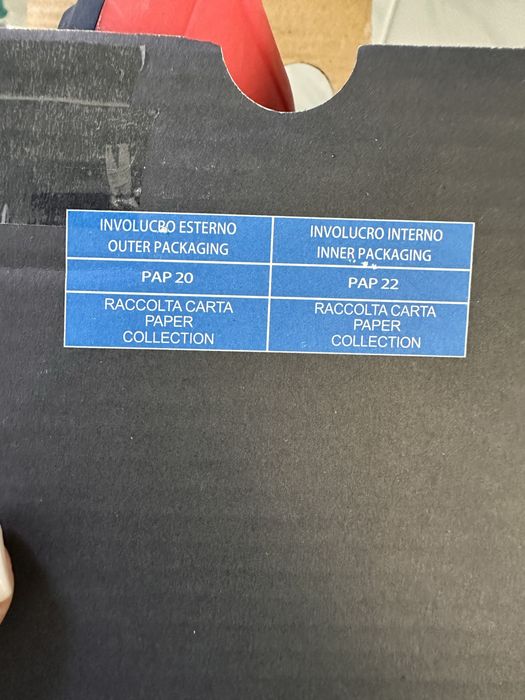 INVOLUCRO ESTERNO
OUTER PACKAGING
PAP 20
RACCOLTA CARTA
PAPER
COLLECTION
INVOLUCRO INTERNO
INNER PACKAGING
PAP 22
RACCOLTA CARTA
PAPER
COLLECTION